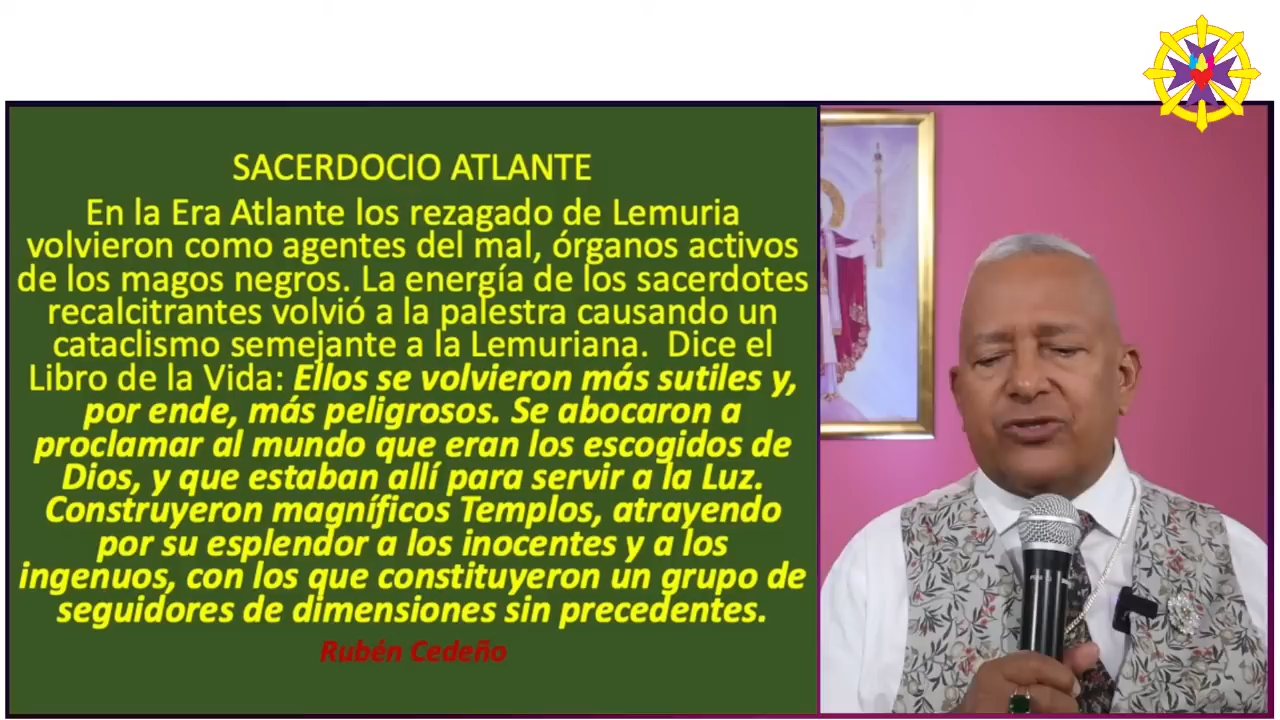 SACERDOCIO ATLANTE
En la Era Atlante los rezagado de Lemuria
volvieron como agentes del mal, órganos activos
de los magos negros. La energía de los sacerdotes
recalcitrantes volvió a la palestra causando un
cataclismo semejante a la Lemuriana.  Dice el
Libro de la Vida: Ellos se volvieron más sutiles y,
por ende, más peligrosos. Se abocaron a
proclamar al mundo que eran los escogidos de
Dios, y que estaban allí para servir a la Luz.
Construyeron magníficos Templos, atrayendo
por su esplendor a los inocentes y a los
ingenuos, con los que constituyeron un grupo de
seguidores de dimensiones sin precedentes.
Rubén Cedeño